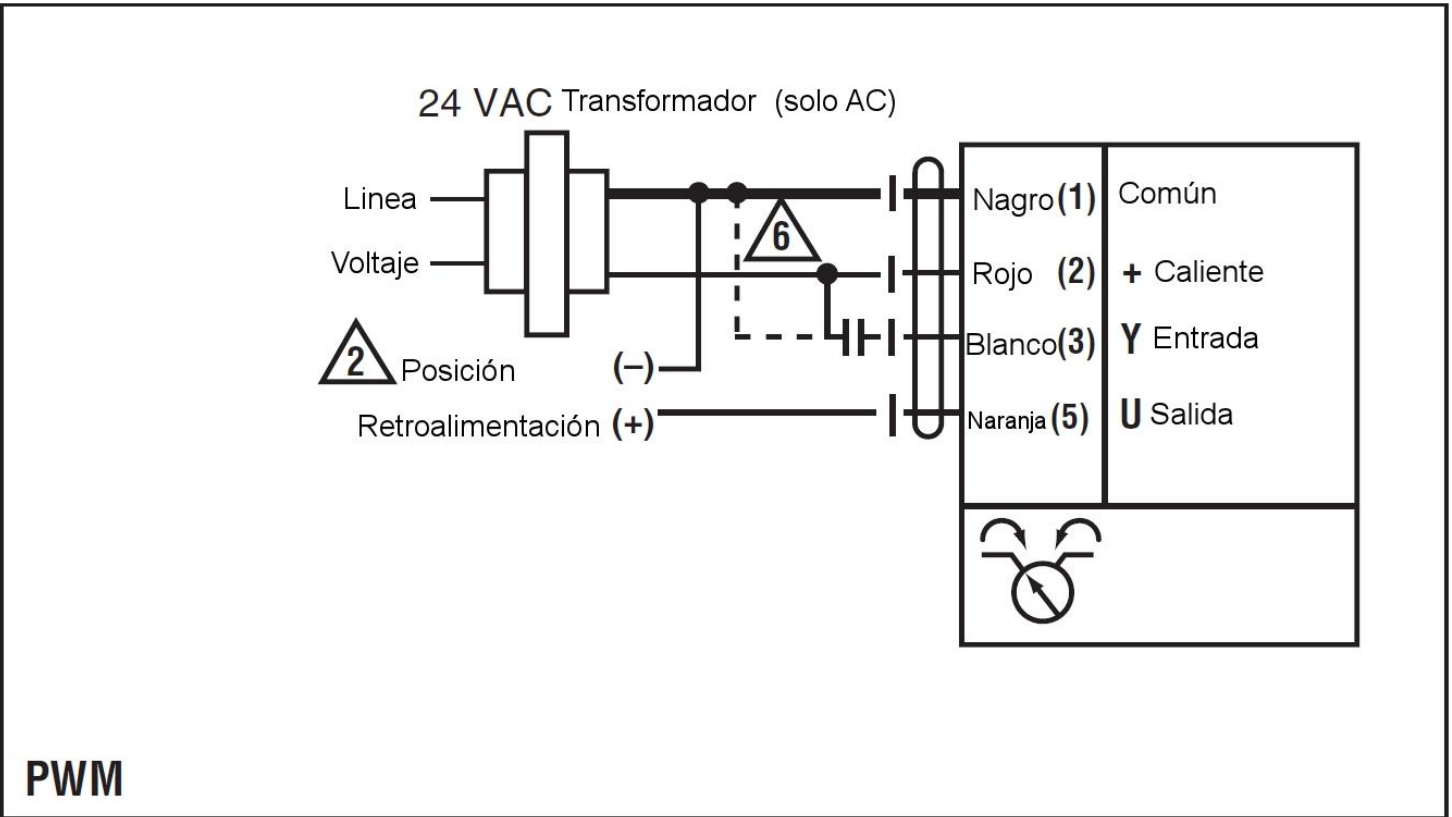 24 VAC Transformador (solo AC)
Linea
Voltaje
6
2 Posición (–)
Retroalimentación (+)
Nagro (1) Común
Rojo (2) + Caliente
Blanco (3) Y Entrada
Naranja (5) U Salida
PWM